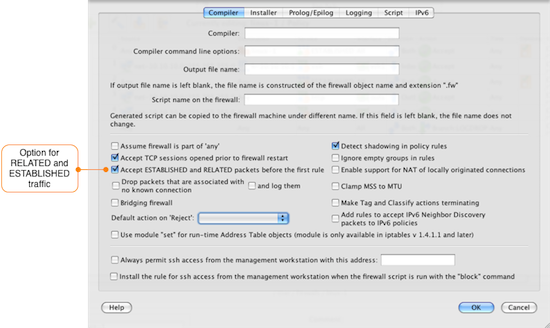 Compiler Installer Prolog/Epilog Logging Script IPv6
Compiler:
Compiler command line options:
Output file name:
If output file name is left blank, the file name is constructed of the firewall object name and extension ".fw"
Script name on the firewall:
Generated script can be copied to the firewall machine under different name. If this field is left blank, the file name does
not change.
Assume firewall is part of 'any'
Detect shadowing in policy rules
Accept TCP sessions opened prior to firewall restart
Ignore empty groups in rules
Option for
RELATED and
ESTABLISHED
traffic
Accept ESTABLISHED and RELATED packets before the first rule
Enable support for NAT of locally originated connections
Drop packets that are associated with
no known connection
and log them
Clamp MSS to MTU
Bridging firewall
Make Tag and Classify actions terminating
Default action on 'Reject':
Add rules to accept IPv6 Neighbor Discovery
packets to IPv6 policies
Use module "set" for run-time Address Table objects (module is only available in iptables v 1.4.1.1 and later)
Always permit ssh access from the management workstation with this address:
Install the rule for ssh access from the management workstation when the firewall script is run with the "block" command
Help
OK
Cancel